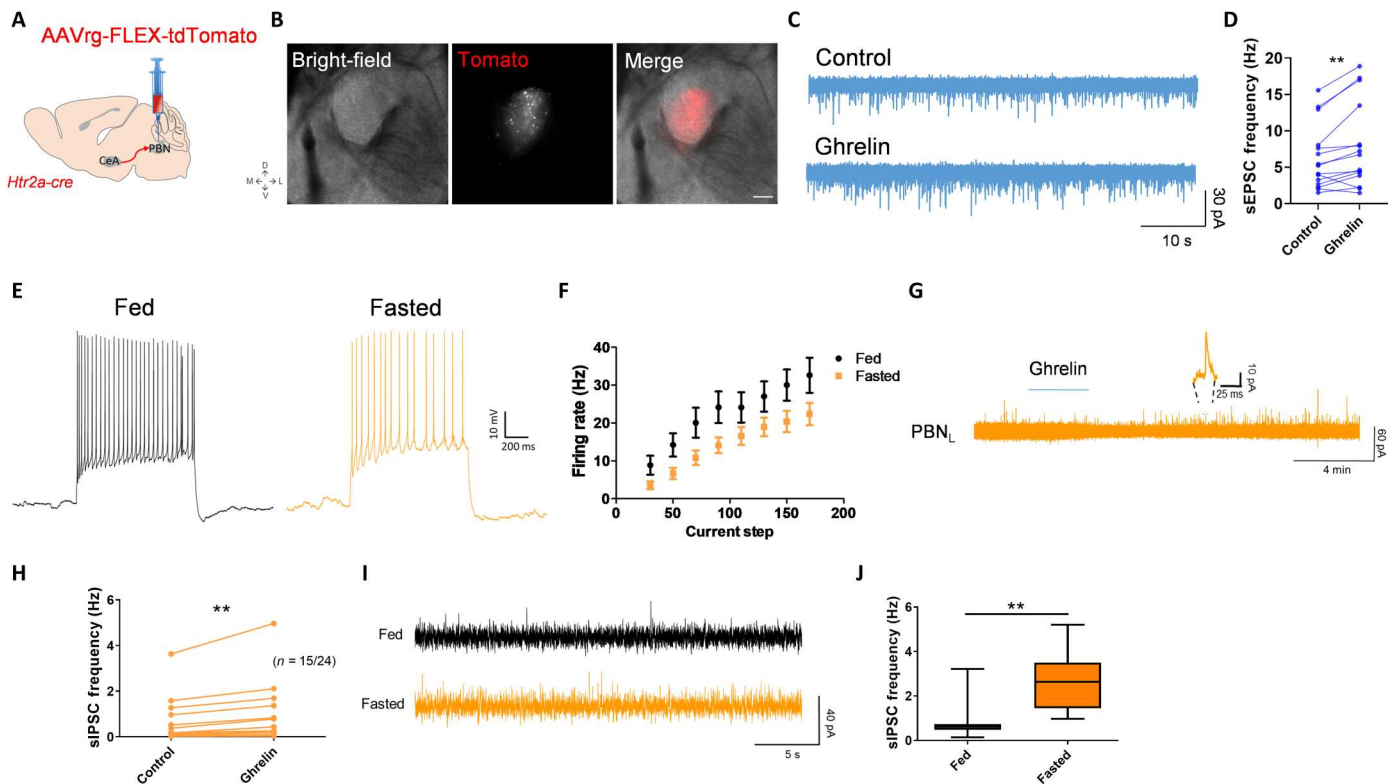 A
AAVrg-FLEX-tdTomato
CeA
PBN
Htr2a-cre
B
Bright-field
Tomato
Merge
D
M
L
V
C
Control
Ghrelin
30 pA
10 s
D
**
sEPSC frequency (Hz)
20
15
10
5
0
Control
Ghrelin
E
Fed
Fasted
10 mV
200 ms
F
Firing rate (Hz)
40
30
20
10
0
0
50
100
150
200
Current step
Fed
Fasted
G
Ghrelin
10 pA
25 ms
PBNL
60 pA
4 min
H
sIPSC frequency (Hz)
6
4
2
0
**
(n = 15/24)
Control
Ghrelin
I
Fed
Fasted
40 pA
5 s
J
sIPSC frequency (Hz)
6
4
2
0
**
Fed
Fasted